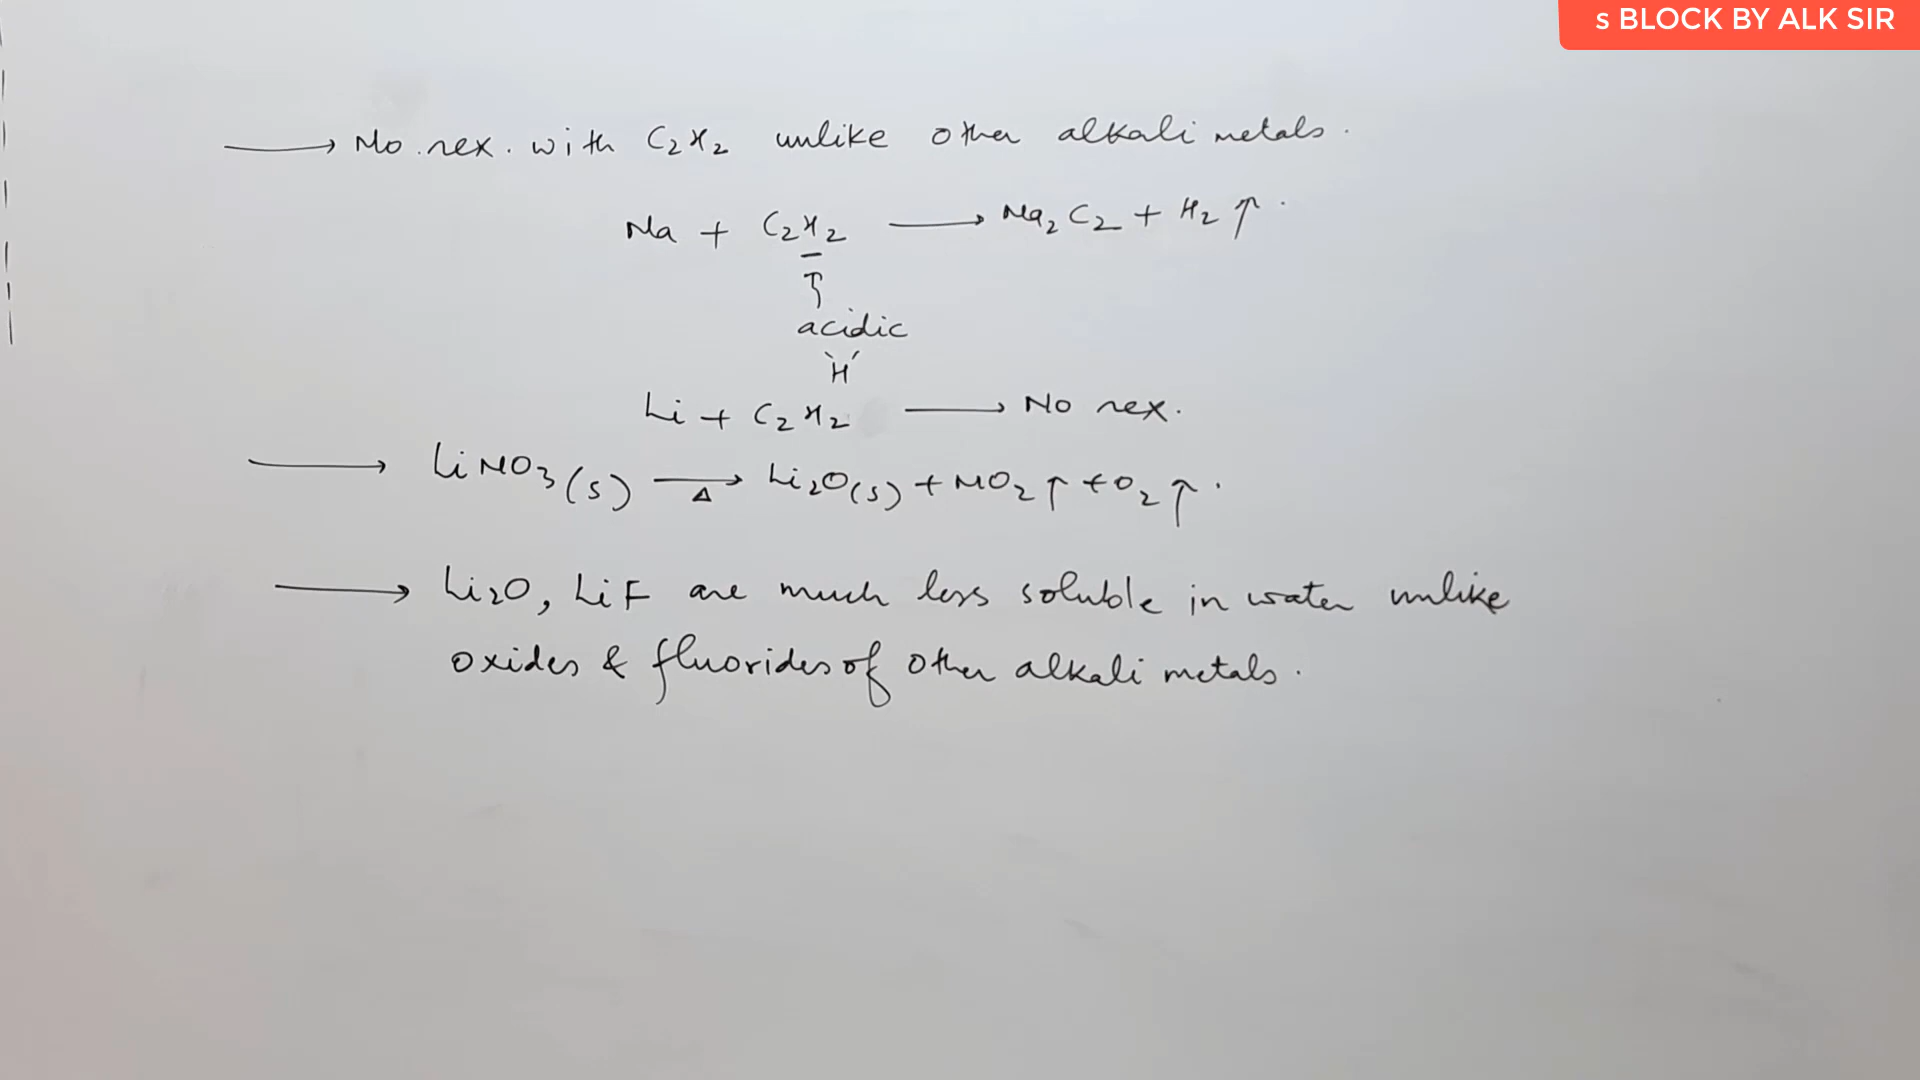 s BLOCK BY ALK SIR
⟶ No rex. with C₂H₂ unlike other alkali metals.
Na + C₂H₂ ⟶ Na₂C₂ + H₂ ↑.
↑
acidic
'H'
Li + C₂H₂ ⟶ No rex.
⟶ LiNO₃(s) ⟶ Li₂O(s) + NO₂↑ + O₂↑.
Δ
⟶ Li₂O, LiF are much less soluble in water unlike
oxides & fluorides of other alkali metals.